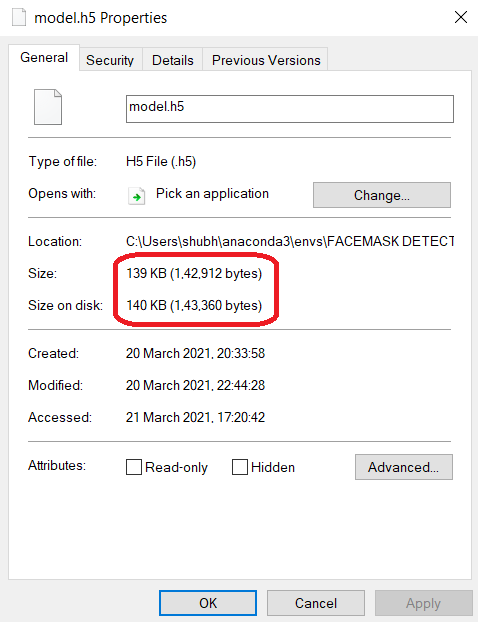 model.h5 Properties
General
Security
Details
Previous Versions
model.h5
Type of file: H5 File (.h5)
Opens with: Pick an application Change...
Location: C:\Users\shubh\anaconda3\envs\FACEMASK DETECT
Size: 139 KB (1,42,912 bytes)
Size on disk: 140 KB (1,43,360 bytes)
Created: 20 March 2021, 20:33:58
Modified: 20 March 2021, 22:44:28
Accessed: 21 March 2021, 17:20:42
Attributes: Read-only Hidden Advanced...
OK Cancel Apply